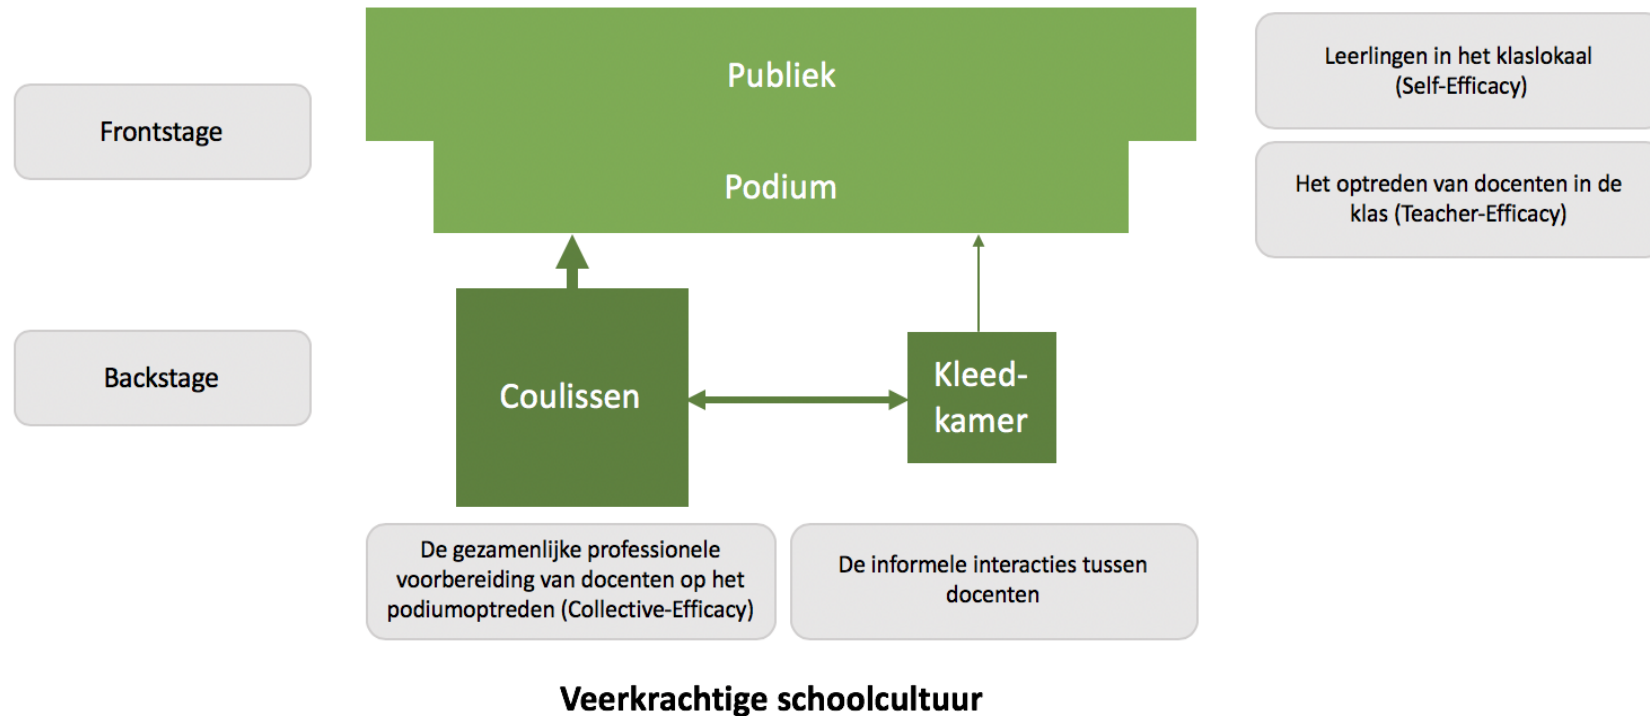 Publiek
Leerlingen in het klaslokaal
(Self-Efficacy)
Frontstage
Podium
Het optreden van docenten in de
klas (Teacher-Efficacy)
Backstage
Coulissen
Kleed-
kamer
De gezamenlijke professionele
voorbereiding van docenten op het
podiumoptreden (Collective-Efficacy)
De informele interacties tussen
docenten
Veerkrachtige schoolcultuur